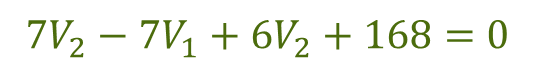 7V₂ − 7V₁ + 6V₂ + 168 = 0